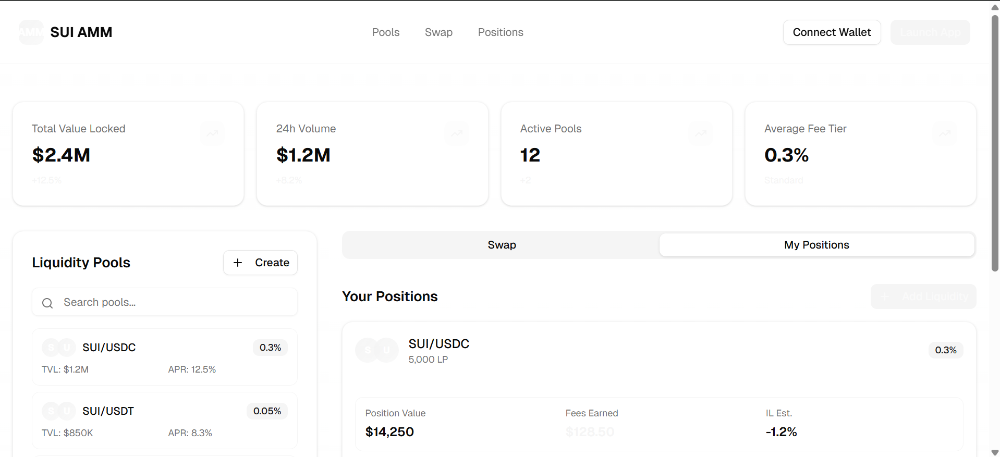 AMM SUI AMM
Pools Swap Positions
Connect Wallet Launch App
Total Value Locked
$2.4M
+12.5%
24h Volume
$1.2M
+8.2%
Active Pools
12
+2
Average Fee Tier
0.3%
Standard
Liquidity Pools
+ Create
Search pools...
S U SUI/USDC 0.3%
TVL: $1.2M APR: 12.5%
S U SUI/USDT 0.05%
TVL: $850K APR: 8.3%
Swap My Positions
Your Positions
+ Add Liquidity
S U SUI/USDC 0.3%
5,000 LP
Position Value Fees Earned IL Est.
$14,250 $128.50 -1.2%